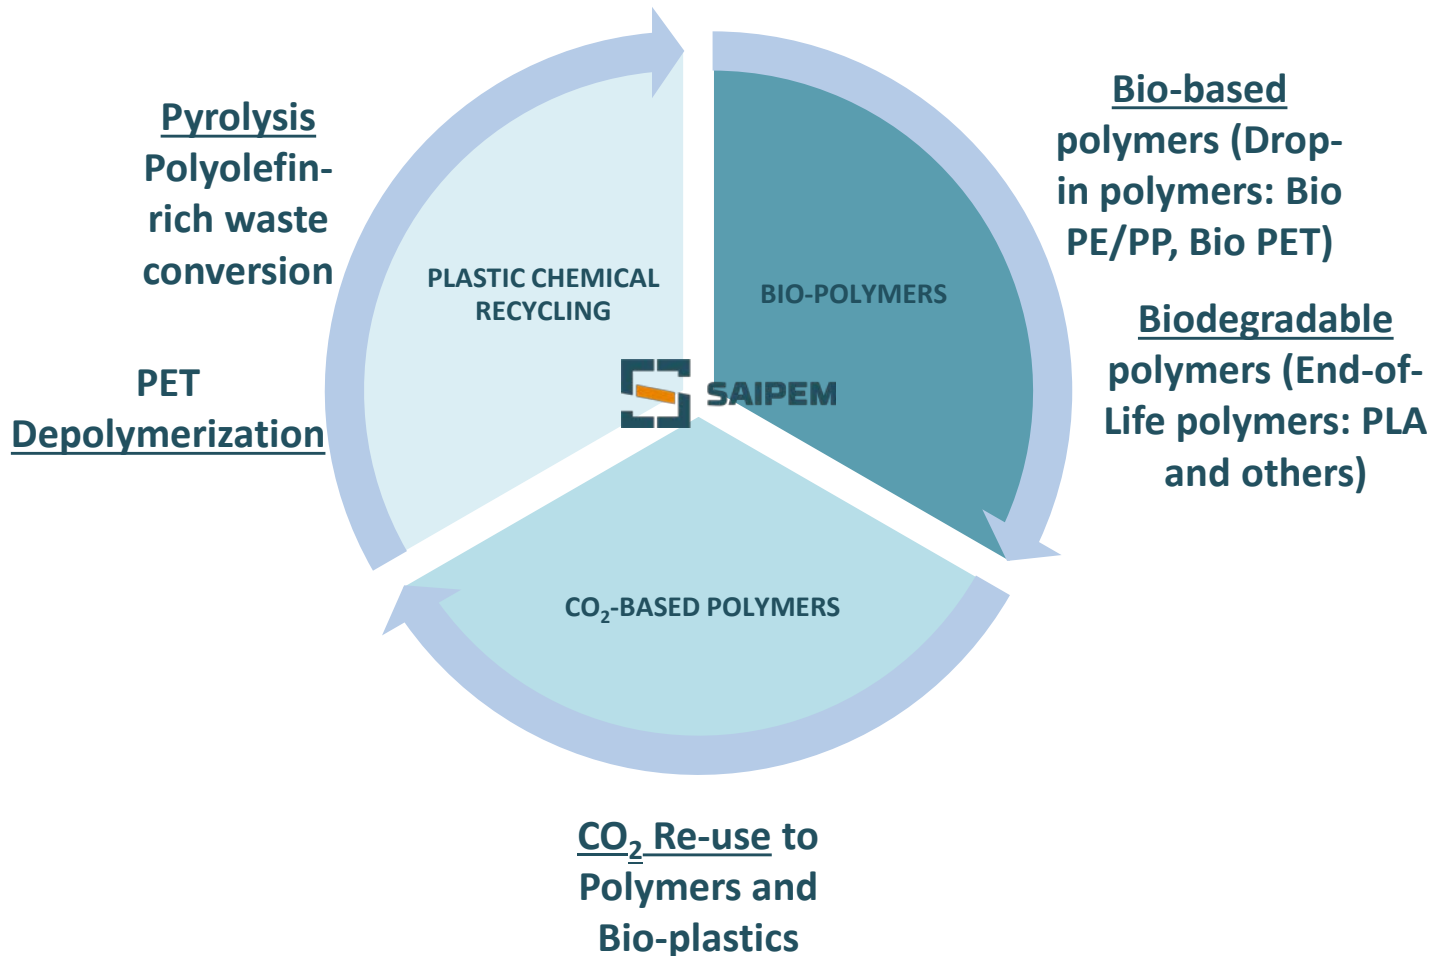 Pyrolysis
Polyolefin-
rich waste
conversion
PET
Depolymerization
PLASTIC CHEMICAL
RECYCLING
BIO-POLYMERS
SAIPEM
CO₂-BASED POLYMERS
Bio-based
polymers (Drop-
in polymers: Bio
PE/PP, Bio PET)
Biodegradable
polymers (End-of-
Life polymers: PLA
and others)
CO₂ Re-use to
Polymers and
Bio-plastics